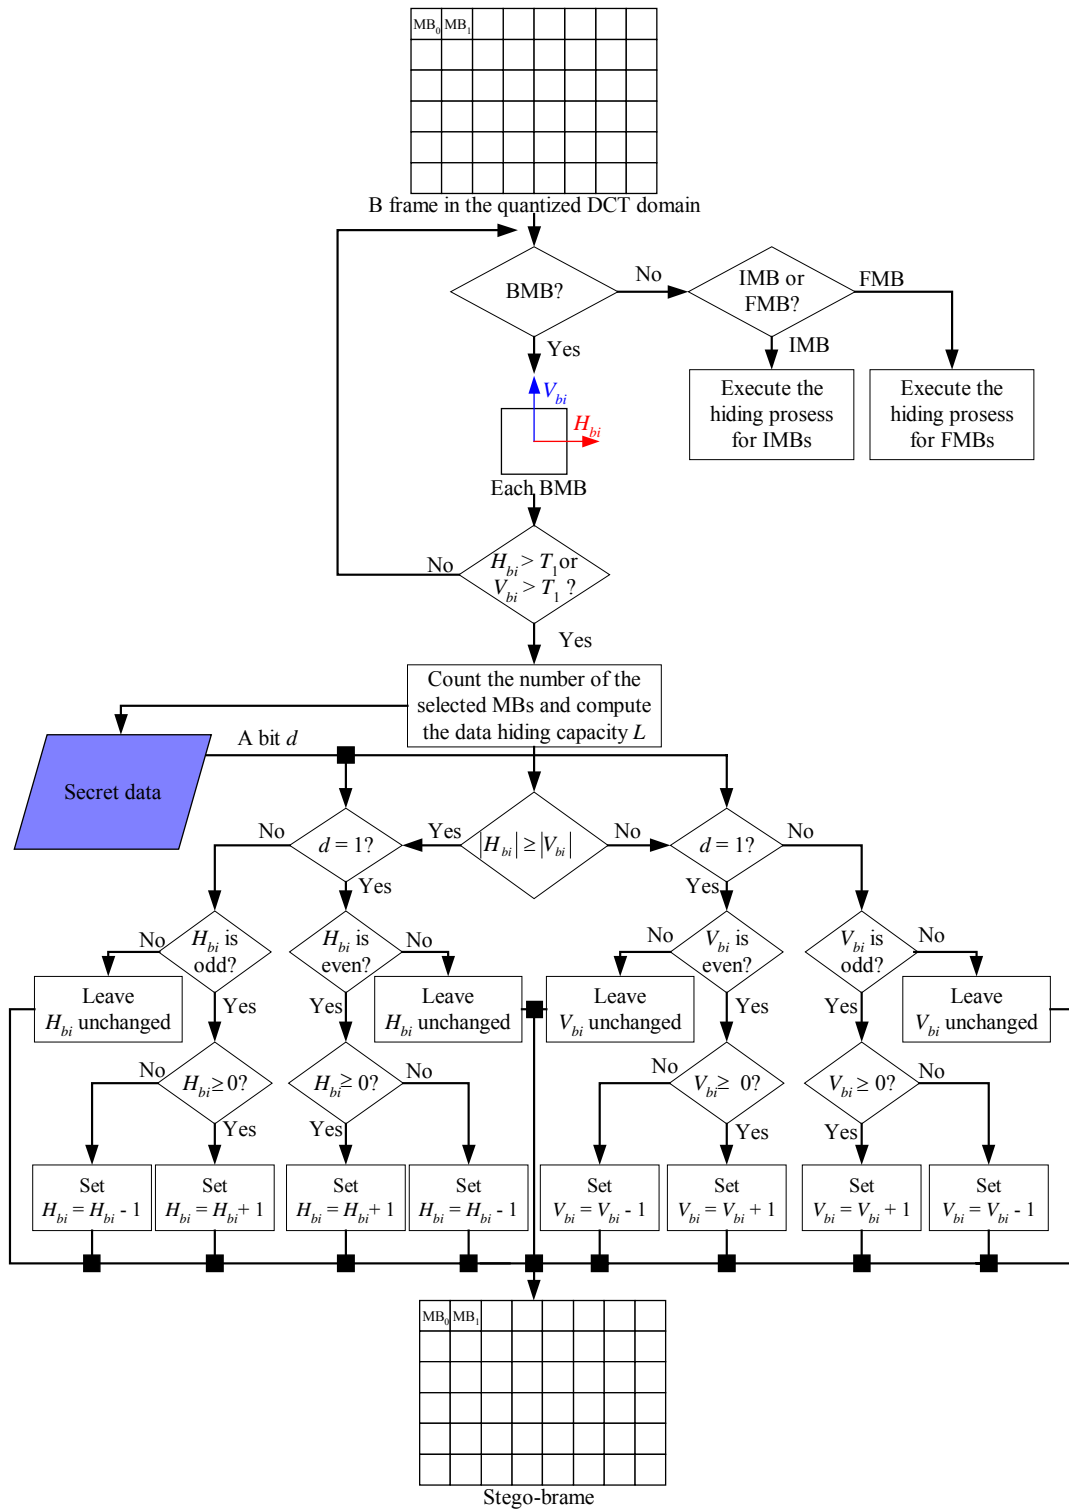 MB0 MB1
B frame in the quantized DCT domain
BMB?
No
IMB or
FMB?
FMB
Yes
IMB
Vbi
Hbi
Each BMB
Execute the
hiding prosess
for IMBs
Execute the
hiding prosess
for FMBs
No
Hbi > T1 or
Vbi > T1 ?
Yes
Count the number of the
selected MBs and compute
the data hiding capacity L
A bit d
Secret data
No
d = 1?
Yes
|Hbi| ≥ |Vbi|
No
d = 1?
No
Yes
Yes
No
Hbi is
odd?
Hbi is
even?
No
No
Vbi is
even?
Vbi is
odd?
No
Leave
Hbi unchanged
Yes
Yes
Leave
Hbi unchanged
Leave
Vbi unchanged
Yes
Yes
Leave
Vbi unchanged
No
Hbi ≥ 0?
Hbi ≥ 0?
No
No
Vbi ≥ 0?
Vbi ≥ 0?
No
Yes
Yes
Yes
Yes
Set
Hbi = Hbi - 1
Set
Hbi = Hbi + 1
Set
Hbi = Hbi + 1
Set
Hbi = Hbi - 1
Set
Vbi = Vbi - 1
Set
Vbi = Vbi + 1
Set
Vbi = Vbi + 1
Set
Vbi = Vbi - 1
MB0 MB1
Stego-brame